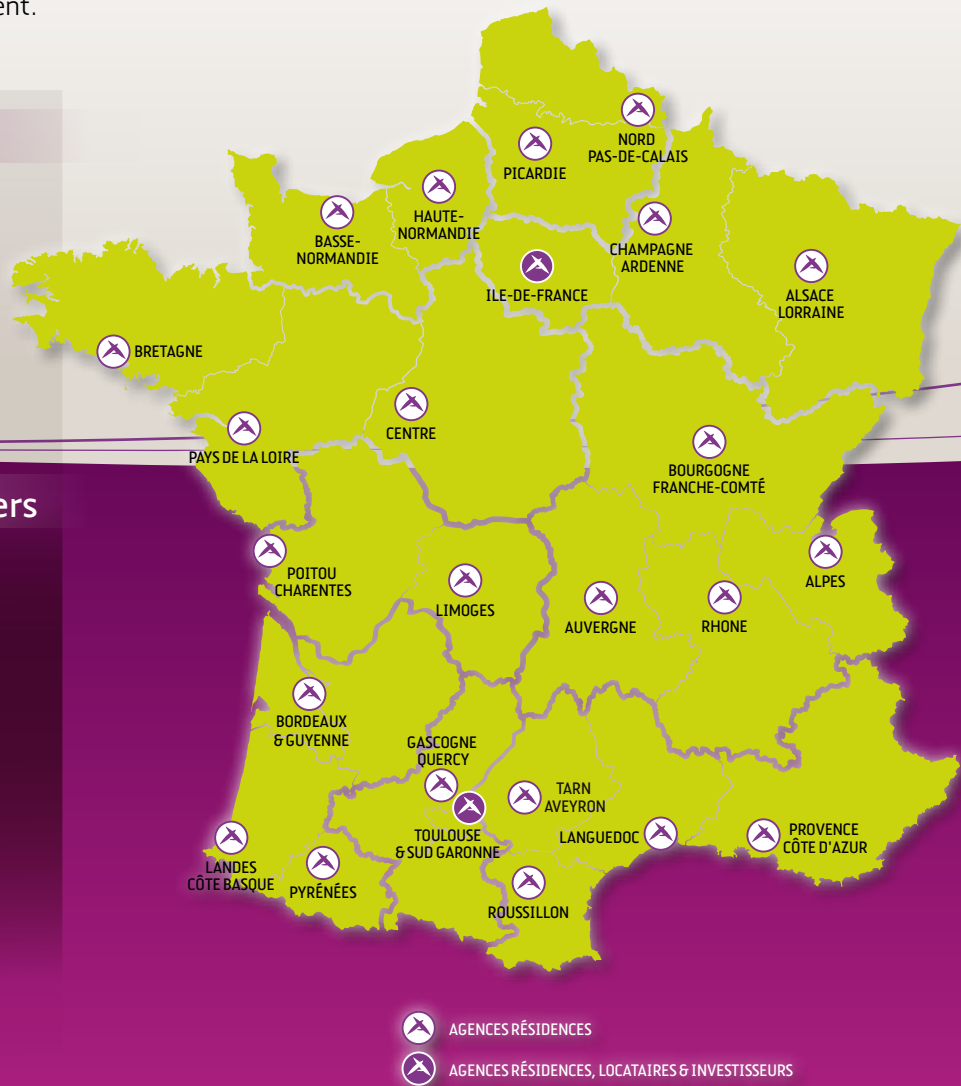 ent.
NORD
PAS-DE-CALAIS
PICARDIE
HAUTE-
NORMANDIE
BASSE-
NORMANDIE
CHAMPAGNE
ARDENNE
ILE-DE-FRANCE
ALSACE
LORRAINE
BRETAGNE
CENTRE
PAYS DE LA LOIRE
BOURGOGNE
FRANCHE-COMTÉ
ers
POITOU
CHARENTES
LIMOGES
AUVERGNE
RHONE
ALPES
BORDEAUX
& GUYENNE
GASCOGNE
QUERCY
TARN
AVEYRON
TOULOUSE
& SUD GARONNE
LANGUEDOC
PROVENCE
CÔTE D'AZUR
LANDES
CÔTE BASQUE
PYRÉNÉES
ROUSSILLON
AGENCES RÉSIDENCES
AGENCES RÉSIDENCES, LOCATAIRES & INVESTISSEURS